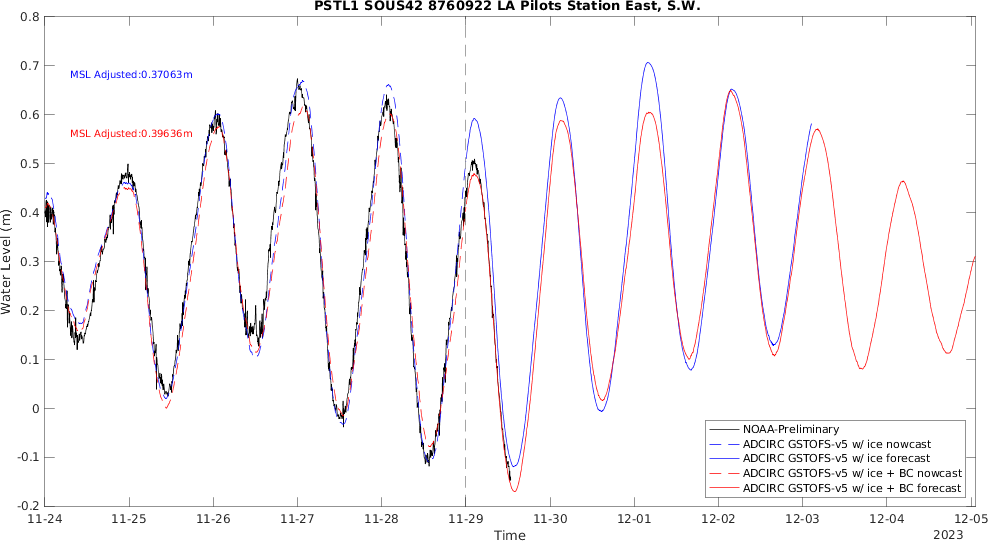 PSTL1 SOUS42 8760922 LA Pilots Station East, S.W.
0.8
0.7
0.6
0.5
0.4
0.3
0.2
0.1
0
-0.1
-0.2
Water Level (m)
MSL Adjusted:0.37063m
MSL Adjusted:0.39636m
NOAA-Preliminary
ADCIRC GSTOFS-v5 w/ ice nowcast
ADCIRC GSTOFS-v5 w/ ice forecast
ADCIRC GSTOFS-v5 w/ ice + BC nowcast
ADCIRC GSTOFS-v5 w/ ice + BC forecast
11-24 11-25 11-26 11-27 11-28 11-29 11-30 12-01 12-02 12-03 12-04 12-05
Time
2023